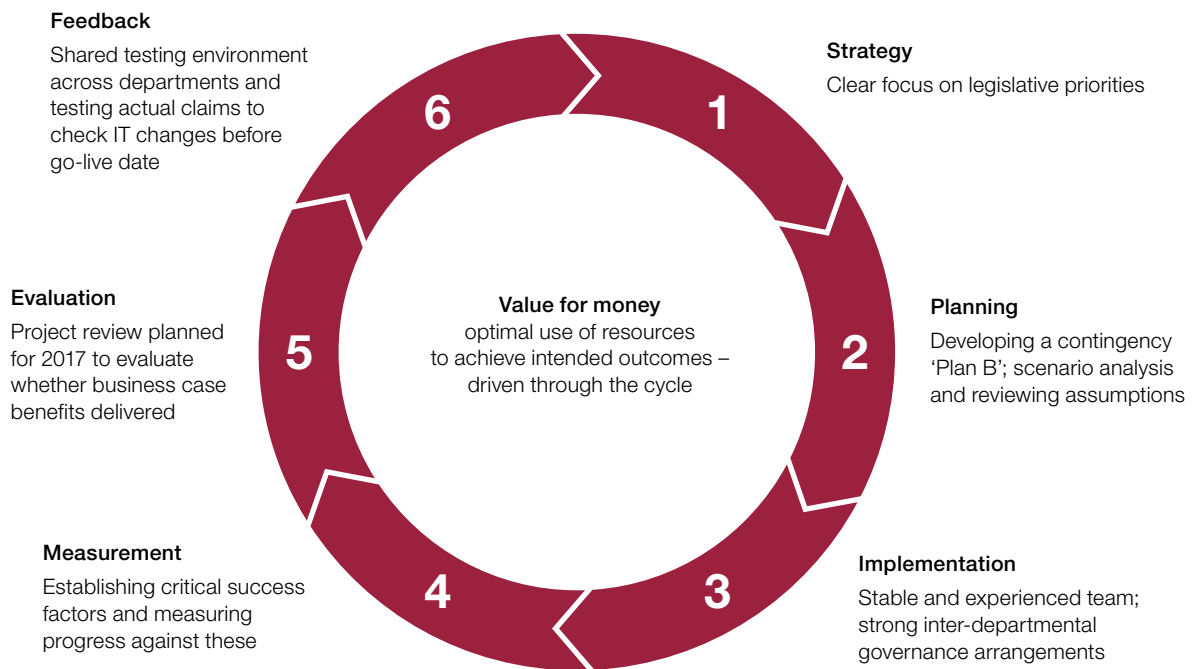 Feedback
Shared testing environment
across departments and
testing actual claims to
check IT changes before
go-live date
6
1
Strategy
Clear focus on legislative priorities
Evaluation
Project review planned
for 2017 to evaluate
whether business case
benefits delivered
5
Value for money
optimal use of resources
to achieve intended outcomes –
driven through the cycle
2
Planning
Developing a contingency
‘Plan B’; scenario analysis
and reviewing assumptions
Measurement
Establishing critical success
factors and measuring
progress against these
4
3
Implementation
Stable and experienced team;
strong inter-departmental
governance arrangements